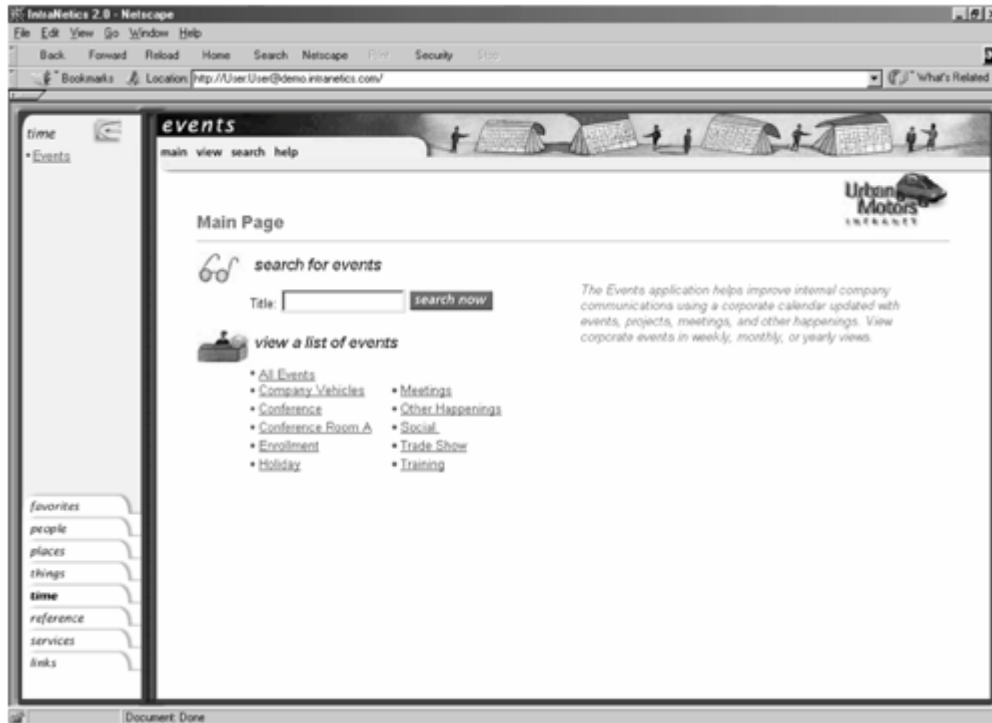 IntraNetics 2.0 - Netscape
File Edit View Go Window Help
Back Forward Reload Home Search Netscape Print Security Stop
Bookmarks Location: http://User:User@demo.intranetics.com/ What's Related
time
• Events
events
main view search help
Urban Motors
INTRANET
Main Page
search for events
Title: search now
The Events application helps improve internal company
communications using a corporate calendar updated with
events, projects, meetings, and other happenings. View
corporate events in weekly, monthly, or yearly views.
view a list of events
• All Events
• Company Vehicles • Meetings
• Conference • Other Happenings
• Conference Room A • Social
• Enrollment • Trade Show
• Holiday • Training
favorites
people
places
things
time
reference
services
links
Document: Done